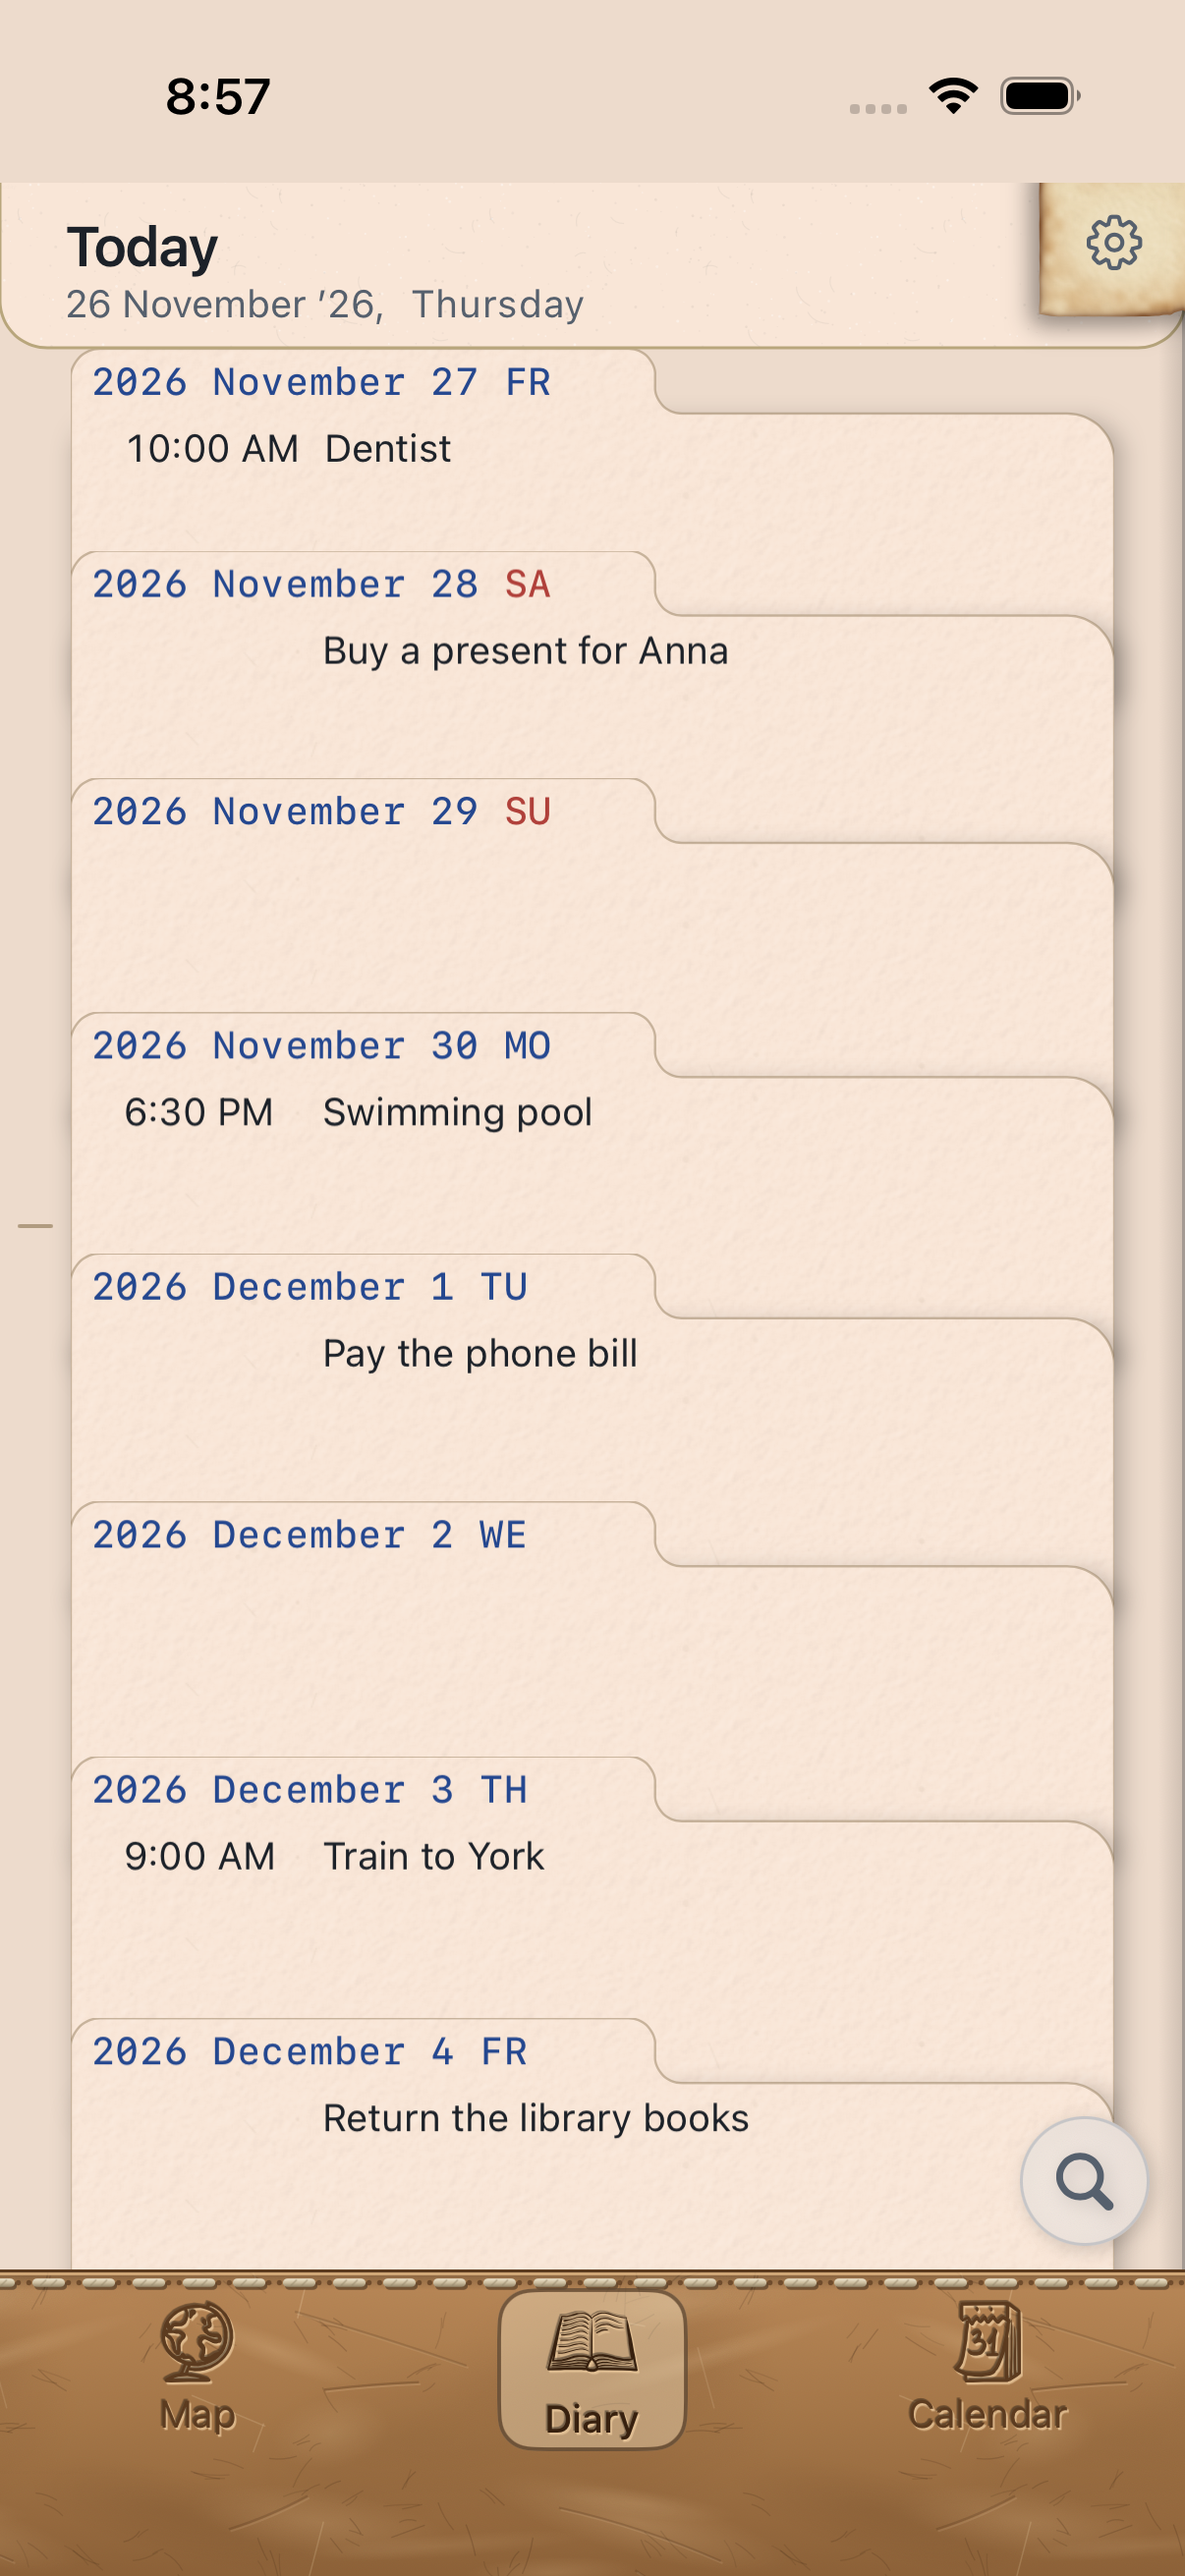 8:57
Today
26 November ’26, Thursday
2026 November 27 FR
10:00 AM Dentist
2026 November 28 SA
Buy a present for Anna
2026 November 29 SU
2026 November 30 MO
6:30 PM Swimming pool
2026 December 1 TU
Pay the phone bill
2026 December 2 WE
2026 December 3 TH
9:00 AM Train to York
2026 December 4 FR
Return the library books
31
Map Diary Calendar